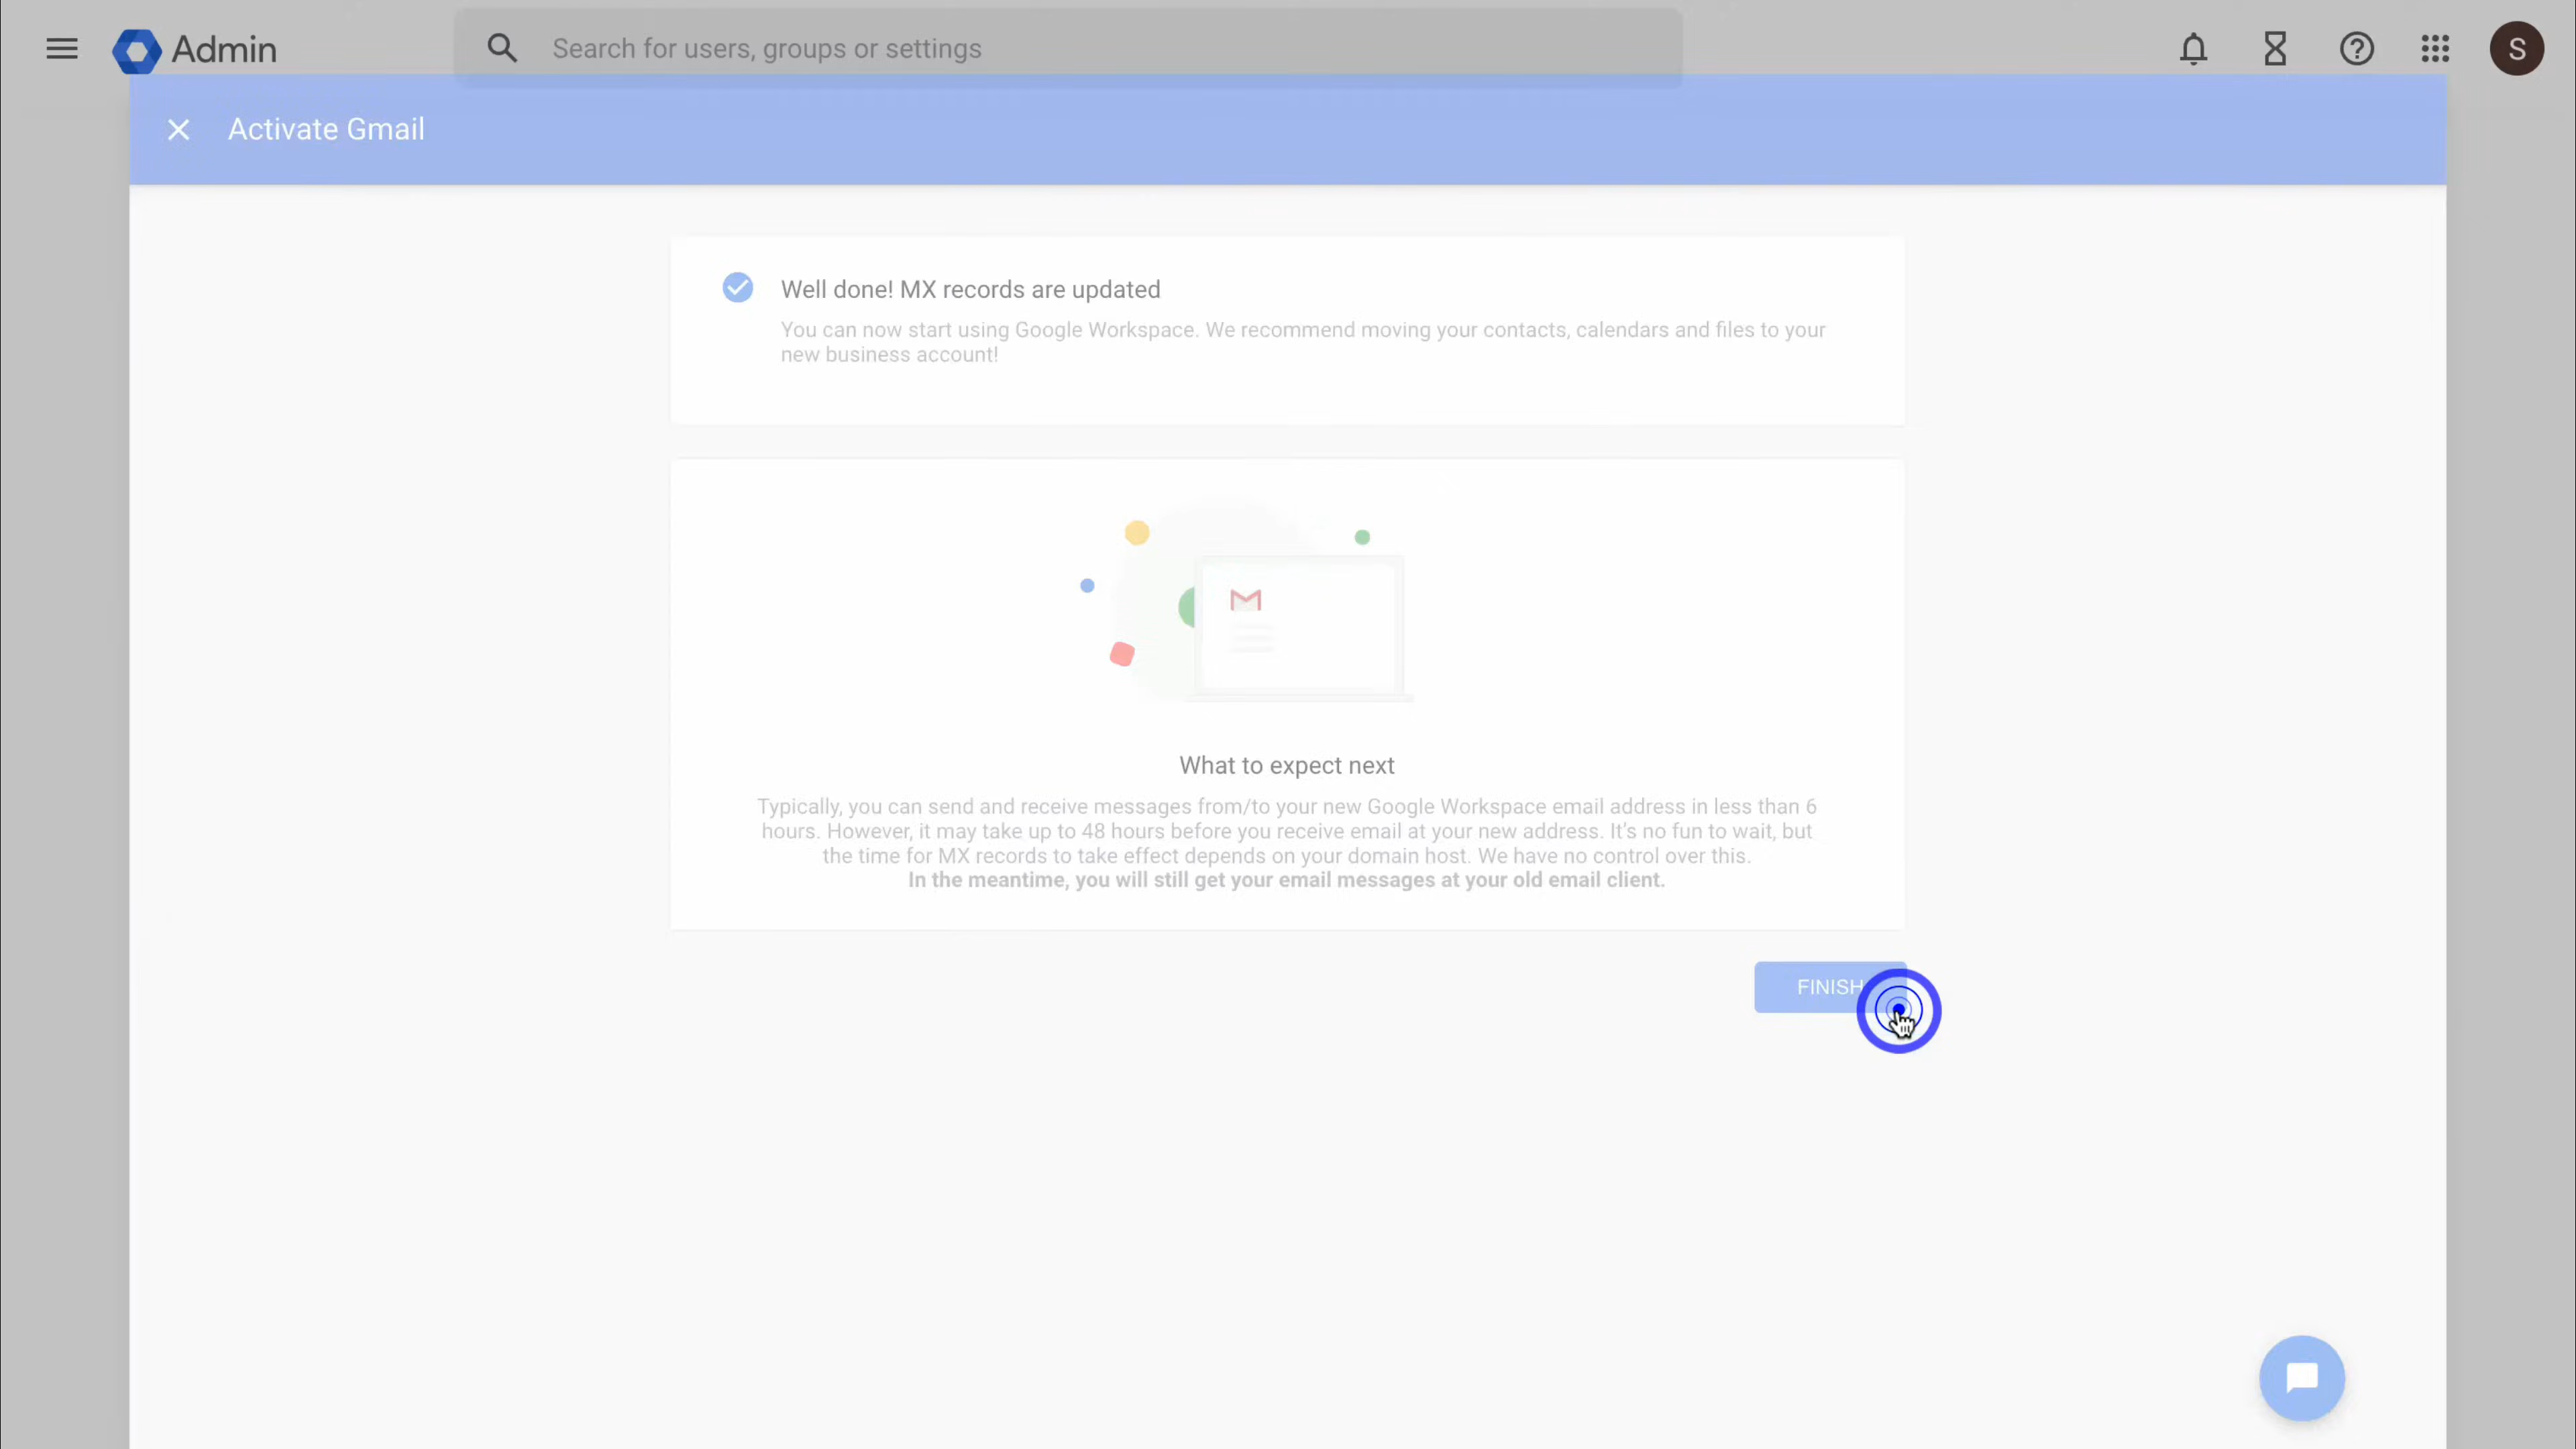 Admin
Search for users, groups or settings
S
Activate Gmail
Well done! MX records are updated
You can now start using Google Workspace. We recommend moving your contacts, calendars and files to your
new business account!
What to expect next
Typically, you can send and receive messages from/to your new Google Workspace email address in less than 6
hours. However, it may take up to 48 hours before you receive email at your new address. It's no fun to wait, but
the time for MX records to take effect depends on your domain host. We have no control over this.
In the meantime, you will still get your email messages at your old email client.
FINISH